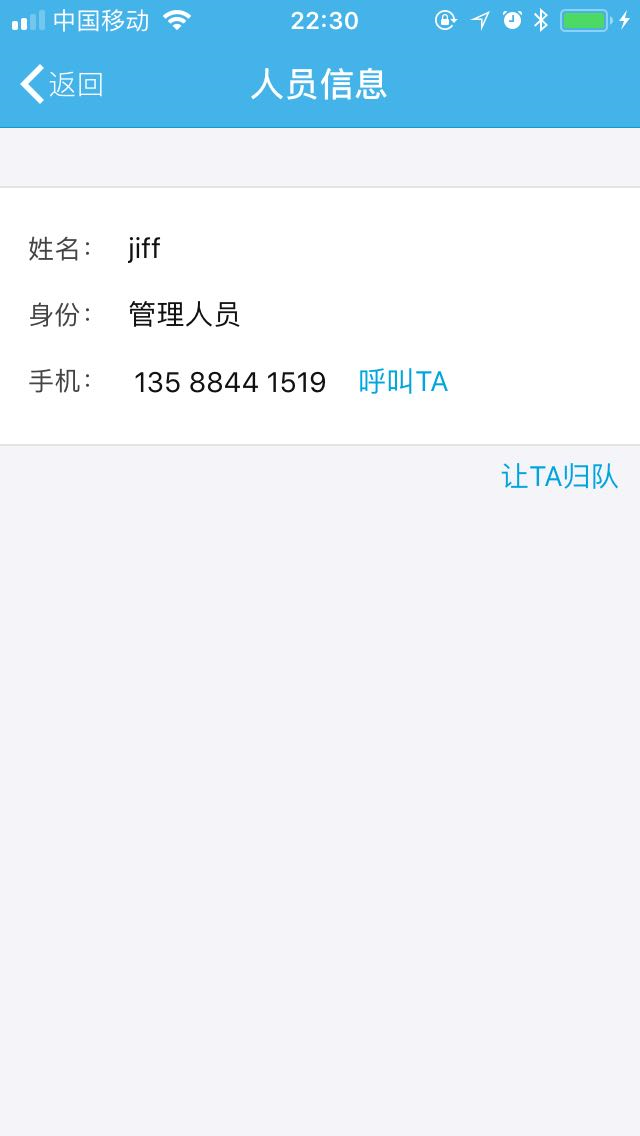 中国移动 22:30
返回 人员信息
姓名： jiff
身份： 管理人员
手机： 135 8844 1519 呼叫TA
让TA归队